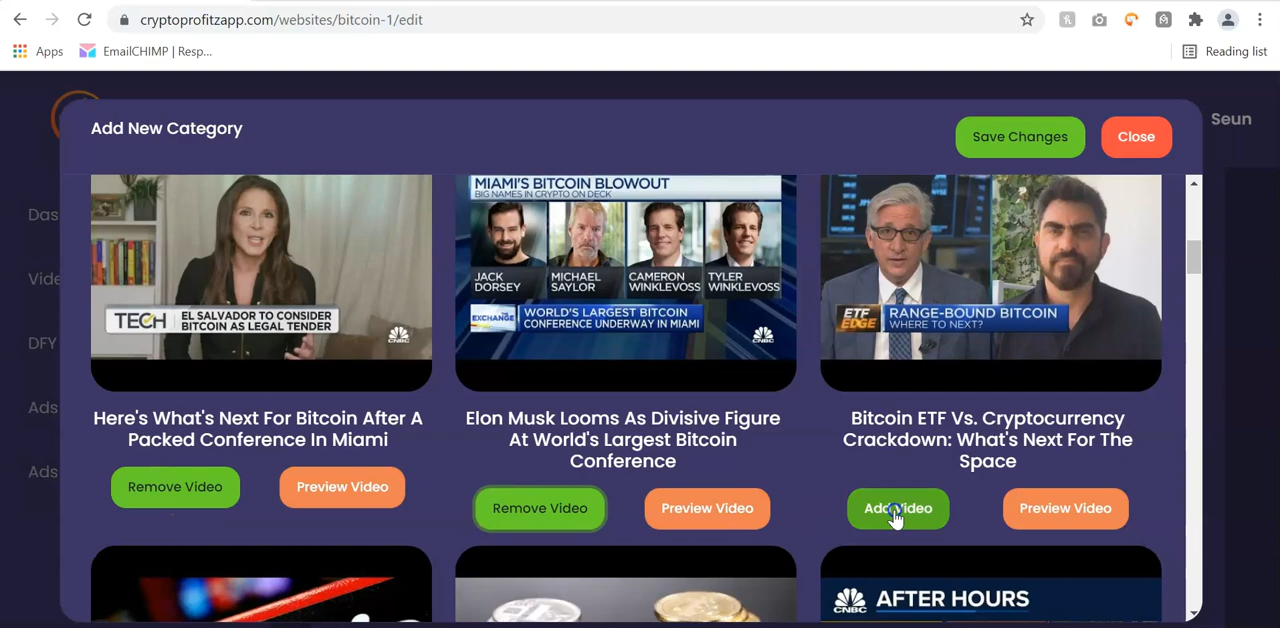 cryptoprofitzapp.com/websites/bitcoin-1/edit
Apps
EmailCHIMP | Resp...
Reading list
Add New Category
Save Changes
Close
Seun
Das
Vide
DFY
Ads
Ads
TECH
EL SALVADOR TO CONSIDER
BITCOIN AS LEGAL TENDER
CNBC
MIAMI'S BITCOIN BLOWOUT
BIG NAMES IN CRYPTO ON DECK
JACK
DORSEY
MICHAEL
SAYLOR
CAMERON
WINKLEVOSS
TYLER
WINKLEVOSS
EXCHANGE
WORLD'S LARGEST BITCOIN
CONFERENCE UNDERWAY IN MIAMI
CNBC
ETF
EDGE
RANGE-BOUND BITCOIN
WHERE TO NEXT?
CNBC
Here's What's Next For Bitcoin After A
Packed Conference In Miami
Remove Video
Preview Video
Elon Musk Looms As Divisive Figure
At World's Largest Bitcoin
Conference
Remove Video
Preview Video
Bitcoin ETF Vs. Cryptocurrency
Crackdown: What's Next For The
Space
Add Video
Preview Video
CNBC
AFTER HOURS